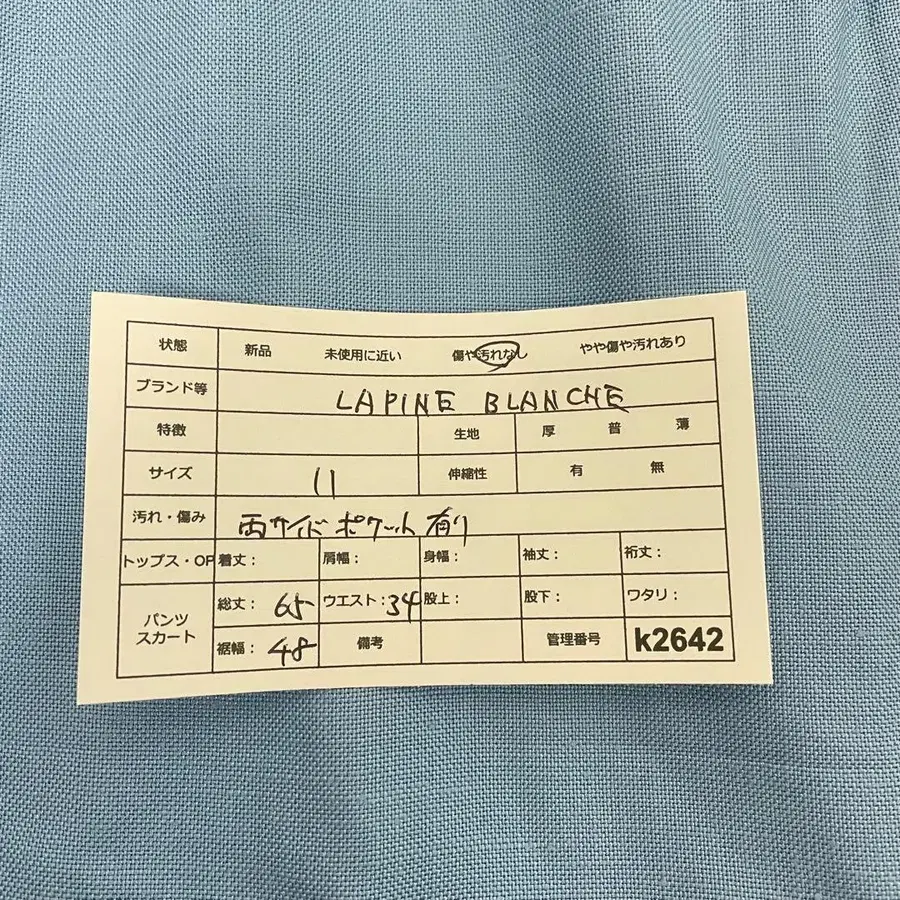 状態 新品 未使用に近い 傷や汚れなし やや傷や汚れあり
ブランド等 LAPINE BLANCHE
特徴 生地 厚 普 薄
サイズ 11 伸縮性 有 無
汚れ・傷み 両サイドポケット有り
トップス・OP 着丈： 肩幅： 身幅： 袖丈： 裄丈：
パンツ スカート 総丈： 65 ウエスト： 34 股上： 股下： ワタリ：
裾幅： 48 備考 管理番号 k2642